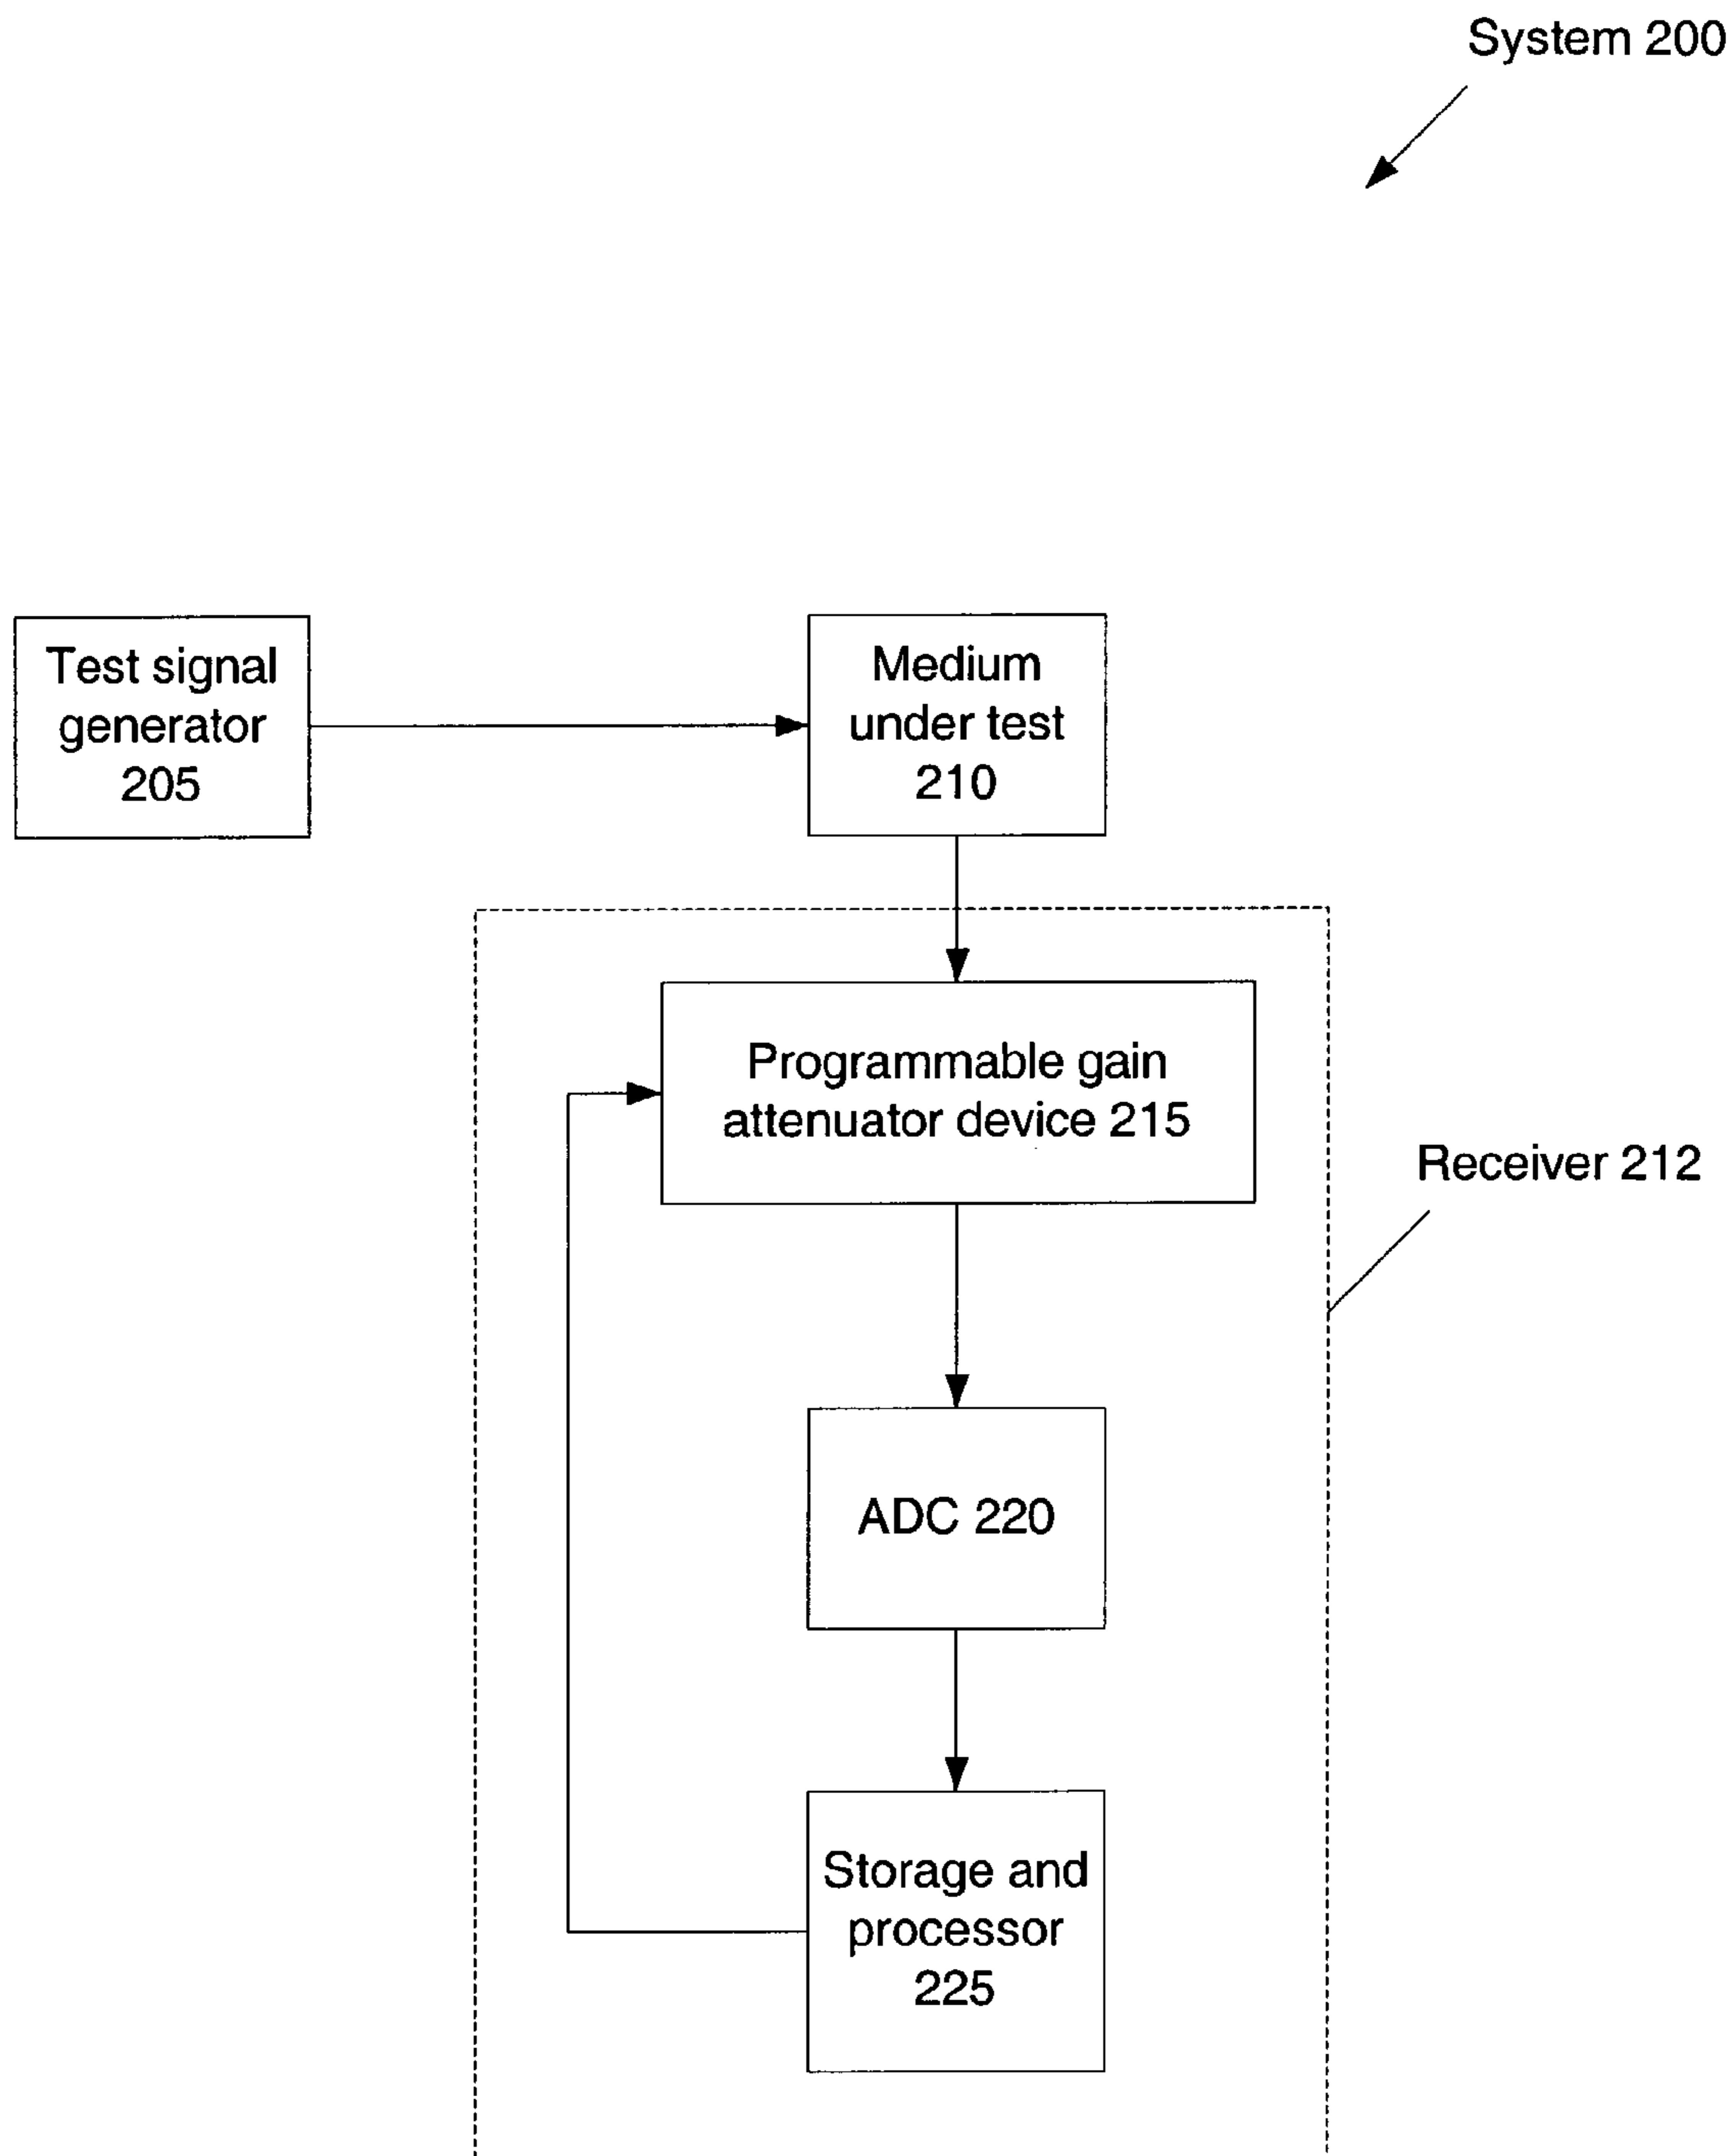 System 200
Test signal
generator
205
Medium
under test
210
Programmable gain
attenuator device 215
Receiver 212
ADC 220
Storage and
processor
225